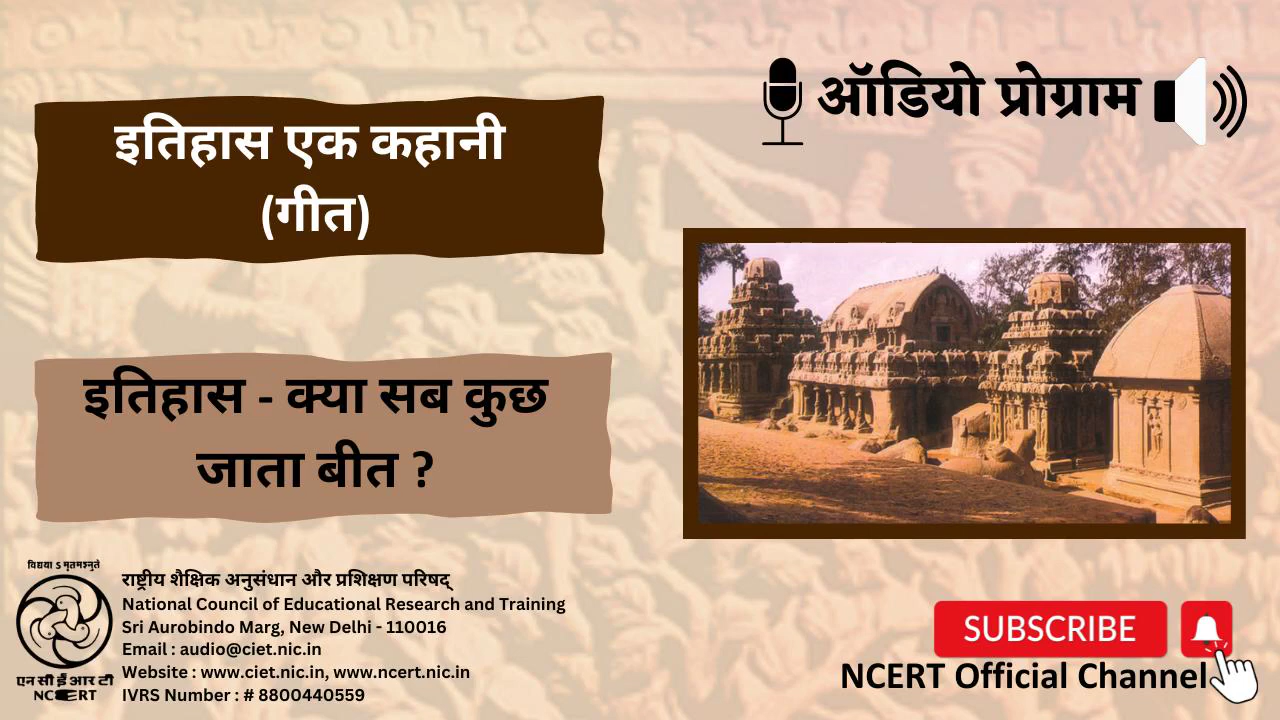 ऑडियो प्रोग्राम
इतिहास एक कहानी
(गीत)
इतिहास - क्या सब कुछ
जाता बीत ?
विद्यया ऽ मृतमश्नुते
एन सी ई आर टी
NCERT
राष्ट्रीय शैक्षिक अनुसंधान और प्रशिक्षण परिषद्
National Council of Educational Research and Training
Sri Aurobindo Marg, New Delhi - 110016
Email : audio@ciet.nic.in
Website : www.ciet.nic.in, www.ncert.nic.in
IVRS Number : # 8800440559
SUBSCRIBE
NCERT Official Channel